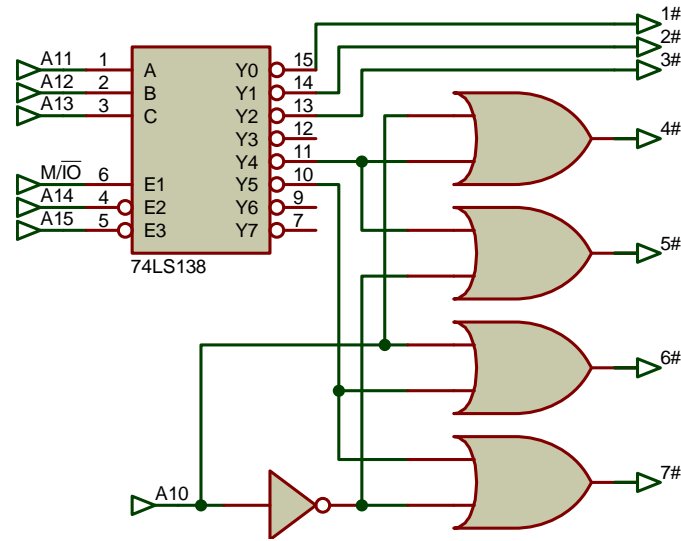 1#
2#
3#
A11 1 A Y0 15
A12 2 B Y1 14
A13 3 C Y2 13
Y3 12
Y4 11
M/IO 6 E1 Y5 10
A14 4 E2 Y6 9
A15 5 E3 Y7 7
74LS138
4#
5#
6#
7#
A10